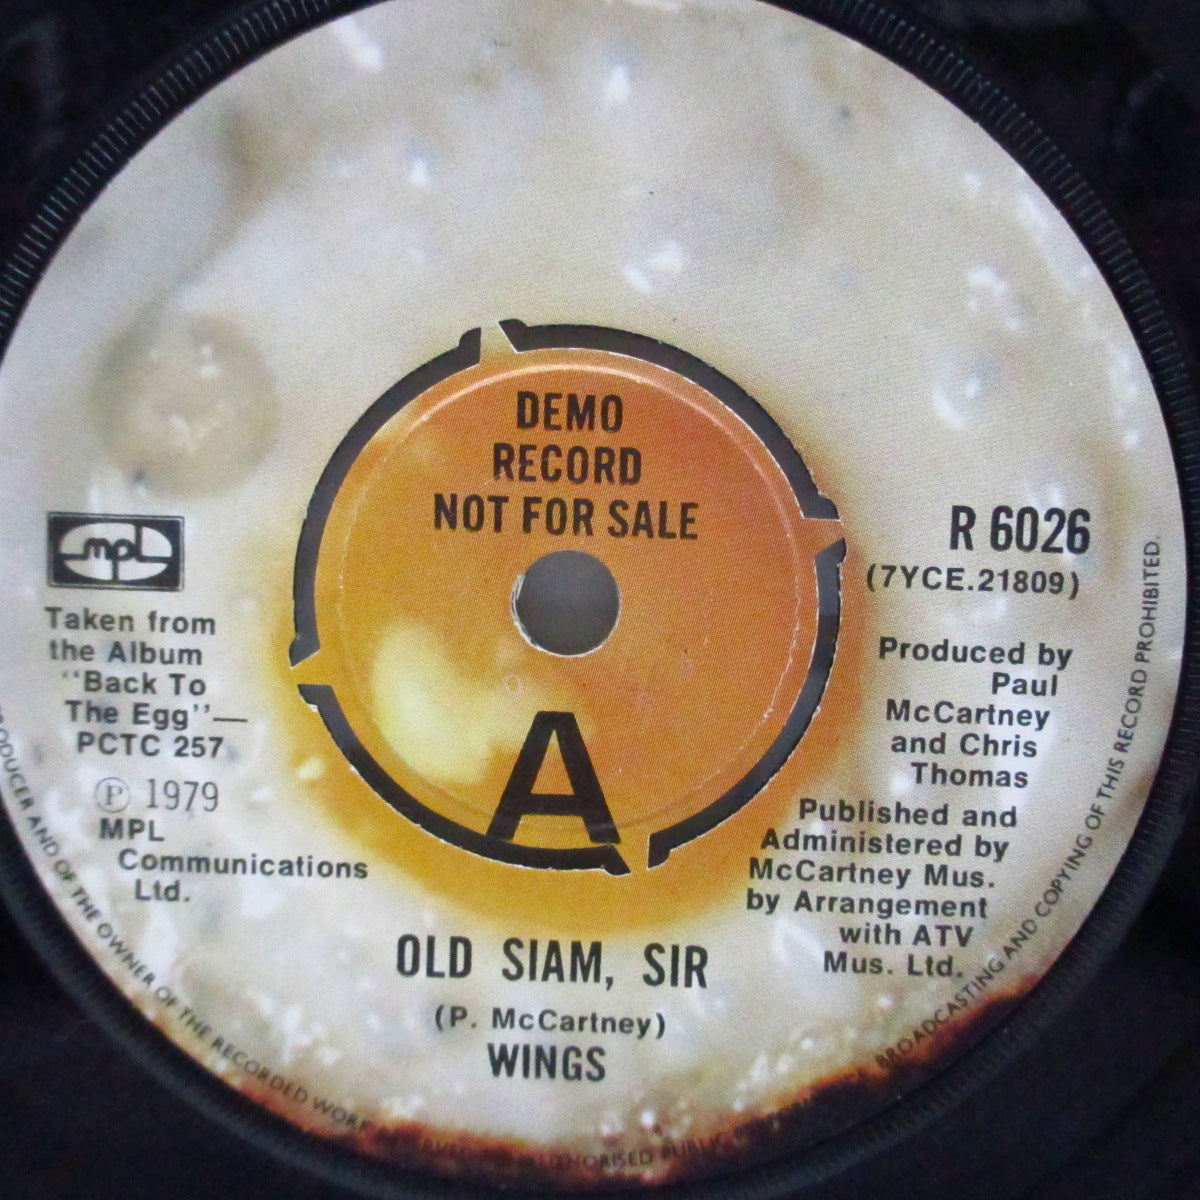 DEMO
RECORD
NOT FOR SALE
R 6026
(7YCE.21809)
mpl
Taken from
the Album
"Back To
The Egg"—
PCTC 257
Ⓟ 1979
MPL
Communications
Ltd.
Produced by
Paul
McCartney
and Chris
Thomas
Published and
Administered by
McCartney Mus.
by Arrangement
with ATV
Mus. Ltd.
A
OLD SIAM, SIR
(P. McCartney)
WINGS
AND OF THE OWNER OF THE RECORDED WORK AUTHORISED PUBLIC BROADCASTING AND COPYING OF THIS RECORD PROHIBITED.